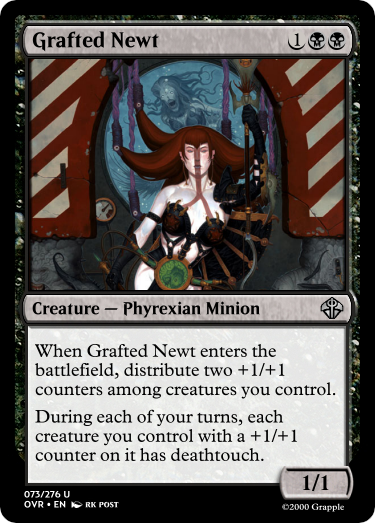 Grafted Newt 1
Creature — Phyrexian Minion
When Grafted Newt enters the
battlefield, distribute two +1/+1
counters among creatures you control.
During each of your turns, each
creature you control with a +1/+1
counter on it has deathtouch.
1/1
073/276 U
OVR • EN RK POST
©2000 Grapple